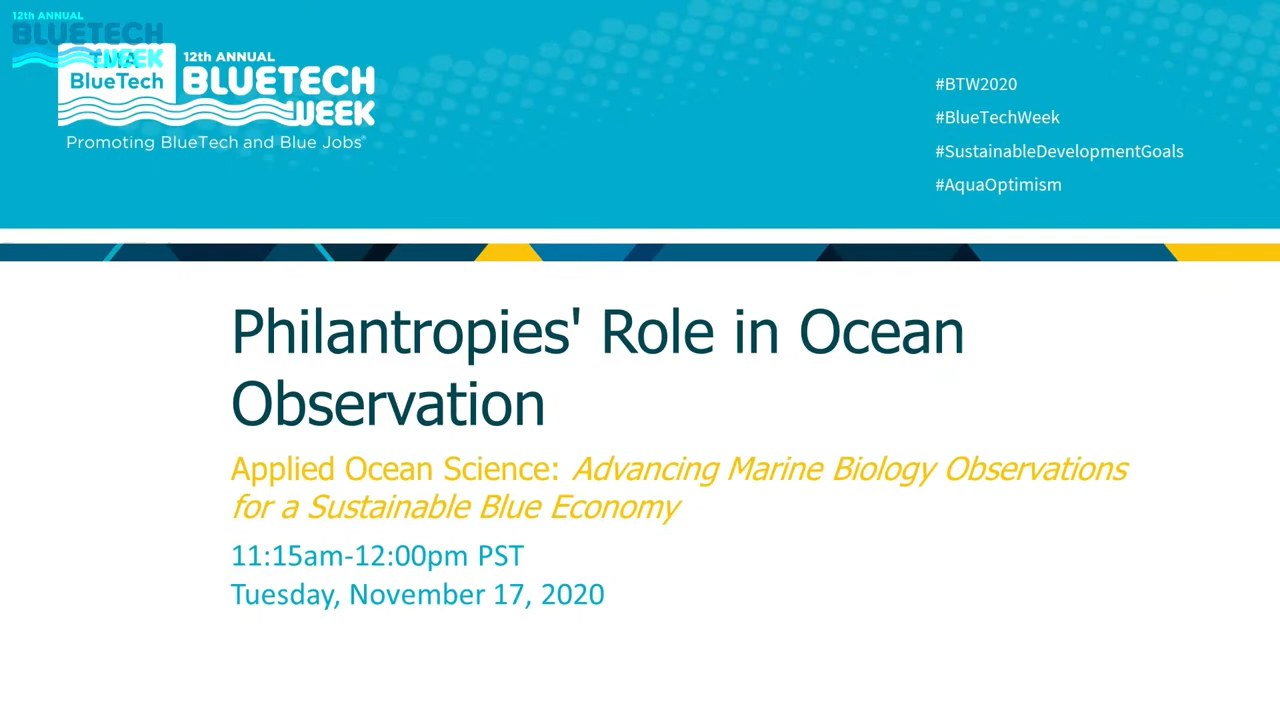 12th ANNUAL
BLUETECH
WEEK
TMA
BlueTech
12th ANNUAL
BLUETECH
WEEK
Promoting BlueTech and Blue Jobs®
#BTW2020
#BlueTechWeek
#SustainableDevelopmentGoals
#AquaOptimism
Philantropies' Role in Ocean
Observation
Applied Ocean Science: Advancing Marine Biology Observations
for a Sustainable Blue Economy
11:15am-12:00pm PST
Tuesday, November 17, 2020